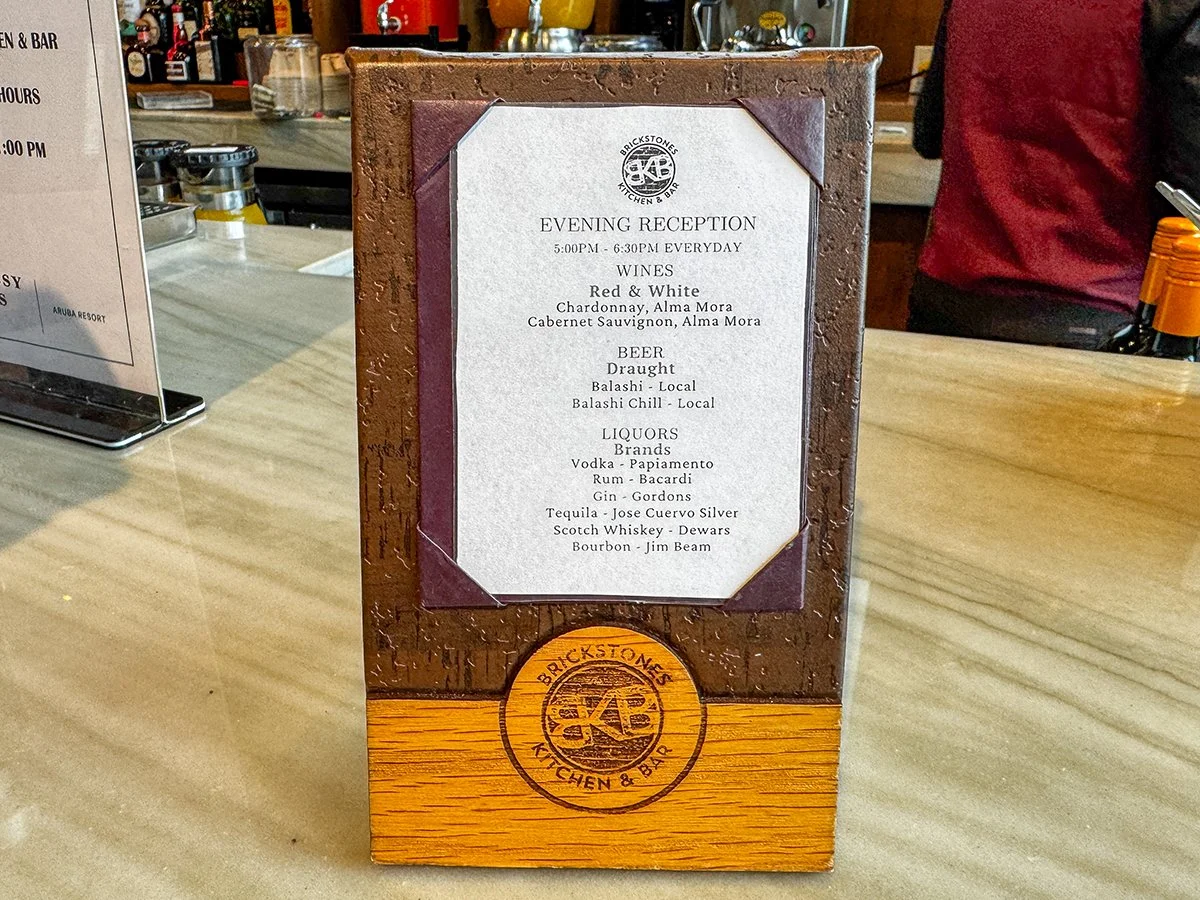 EN & BAR
HOURS
:00 PM
SY
S
ARUBA RESORT
BRICKSTONES
BKB
KITCHEN & BAR
EVENING RECEPTION
5:00PM - 6:30PM EVERYDAY
WINES
Red & White
Chardonnay, Alma Mora
Cabernet Sauvignon, Alma Mora
BEER
Draught
Balashi - Local
Balashi Chill - Local
LIQUORS
Brands
Vodka - Papiamento
Rum - Bacardi
Gin - Gordons
Tequila - Jose Cuervo Silver
Scotch Whiskey - Dewars
Bourbon - Jim Beam
BRICKSTONES
BKB
KITCHEN & BAR